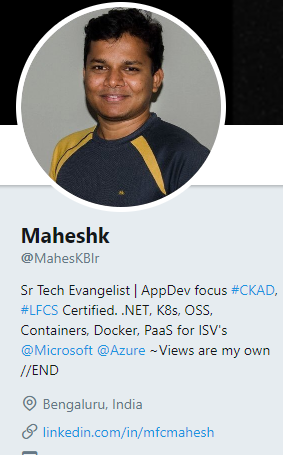 Maheshk
@MahesKBlr
Sr Tech Evangelist | AppDev focus #CKAD,
#LFCS Certified. .NET, K8s, OSS,
Containers, Docker, PaaS for ISV's
@Microsoft @Azure ~Views are my own
//END
Bengaluru, India
linkedin.com/in/mfcmahesh